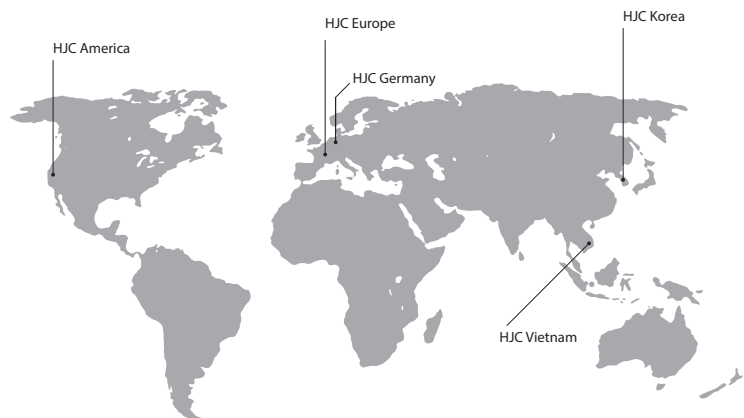 HJC Korea
HJC Europe
HJC America
HJC Germany
HJC Vietnam